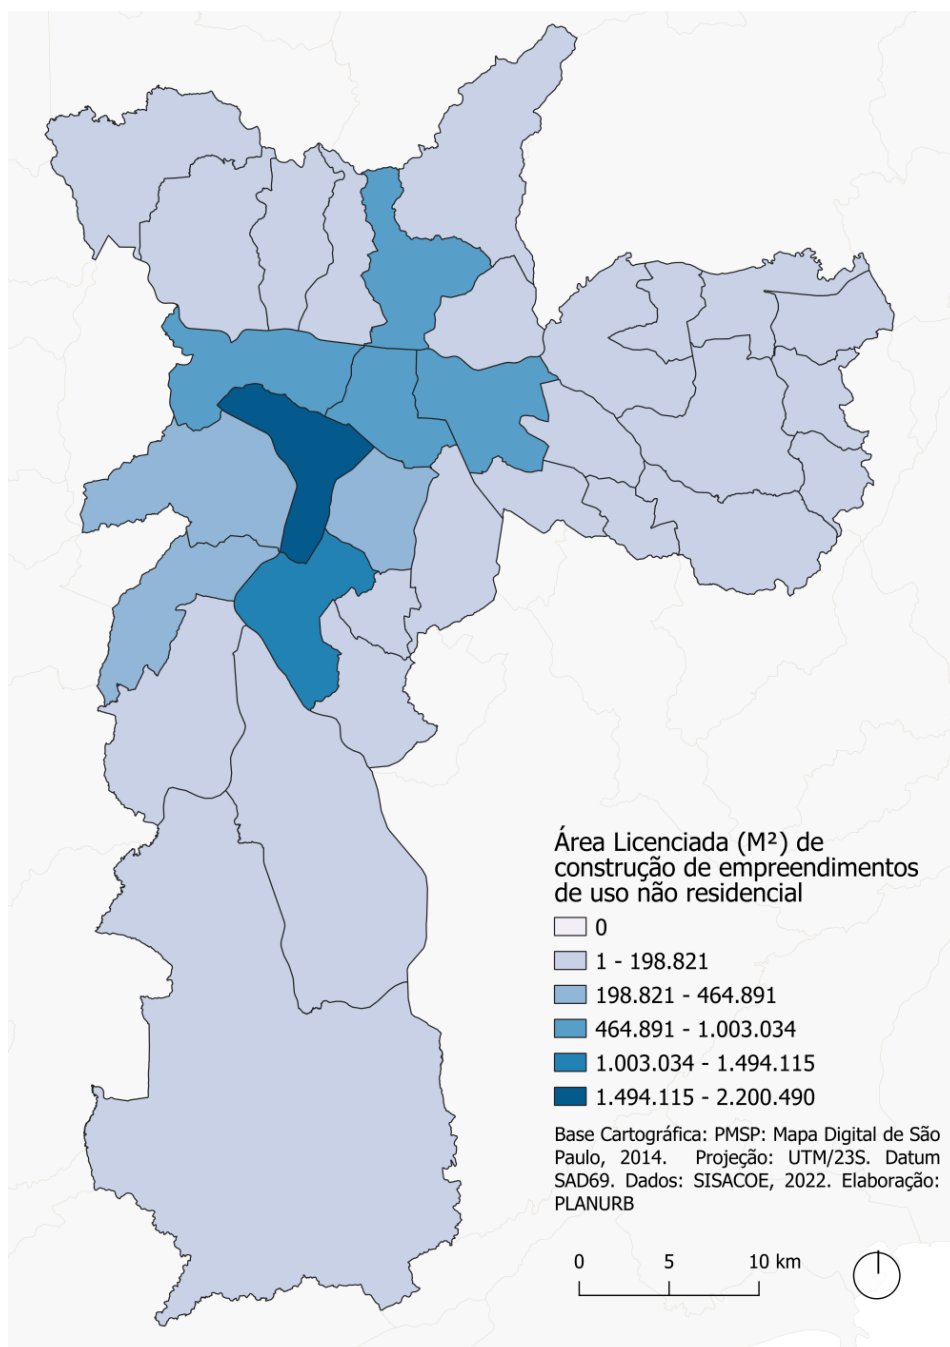 Área Licenciada (M²) de
construção de empreendimentos
de uso não residencial
0
1 - 198.821
198.821 - 464.891
464.891 - 1.003.034
1.003.034 - 1.494.115
1.494.115 - 2.200.490
Base Cartográfica: PMSP: Mapa Digital de São
Paulo, 2014. Projeção: UTM/23S. Datum
SAD69. Dados: SISACOE, 2022. Elaboração:
PLANURB
0 5 10 km